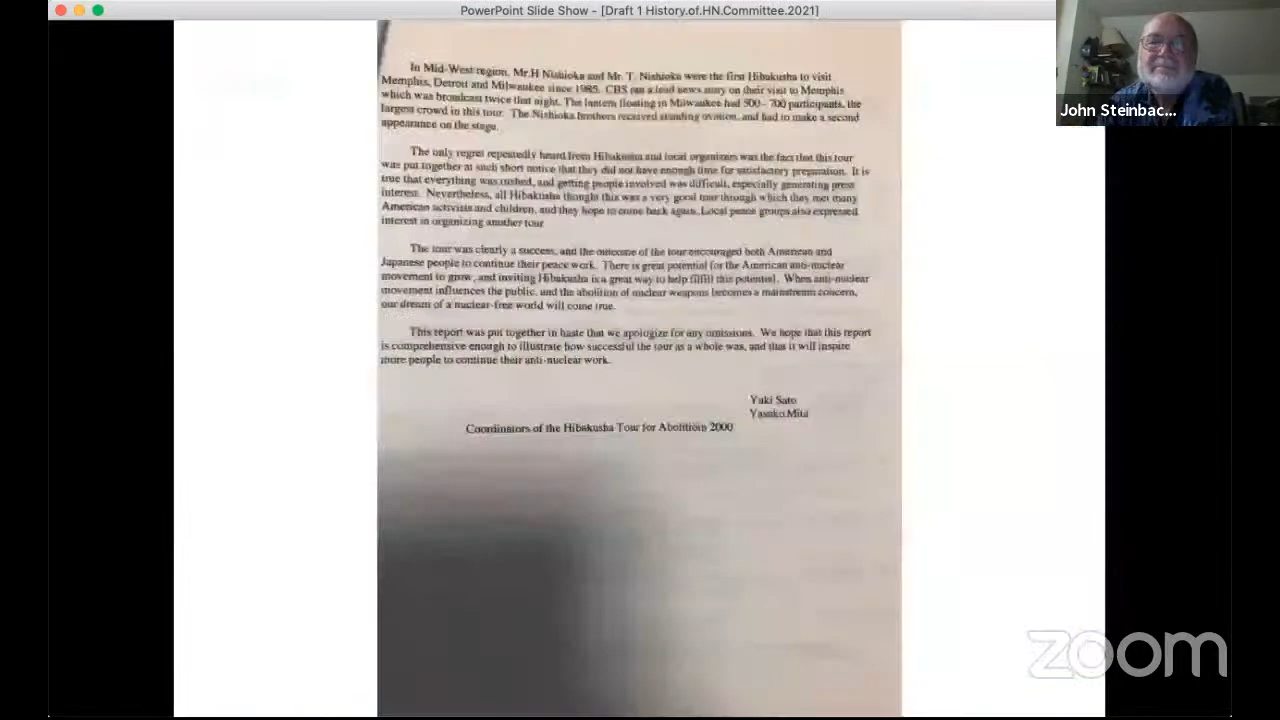 PowerPoint Slide Show - [Draft 1 History.of.HN.Committee.2021]
John Steinbac...
In Mid-West region, Mr.H Nishioka and Mr. T. Nishioka were the first Hibakusha to visit
Memphis, Detroit and Milwaukee since 1985. CBS ran a lead news story on their visit to Memphis
which was broadcast twice that night. The lantern floating in Milwaukee had 500- 700 participants, the
largest crowd in this tour. The Nishioka brothers received standing ovation, and had to make a second
appearance on the stage.
The only regret repeatedly heard from Hibakusha and local organizers was the fact that this tour
was put together at such short notice that they did not have enough time for satisfactory preparation. It is
true that everything was rushed, and getting people involved was difficult, especially generating press
interest. Nevertheless, all Hibakusha thought this was a very good tour through which they met many
American activists and children, and they hope to come back again. Local peace groups also expressed
interest in organizing another tour
The tour was clearly a success, and the outcome of the tour encouraged both American and
Japanese people to continue their peace work. There is great potential for the American anti-nuclear
movement to grow, and inviting Hibakusha is a great way to help fulfill this potential. When anti-nuclear
movement influences the public, and the abolition of nuclear weapons becomes a mainstream concern,
our dream of a nuclear-free world will come true.
This report was put together in haste that we apologize for any omissions. We hope that this report
is comprehensive enough to illustrate how successful the tour as a whole was, and that it will inspire
more people to continue their anti-nuclear work.
Yuki Sato
Yasuko Mita
Coordinators of the Hibakusha Tour for Abolition 2000
zoom